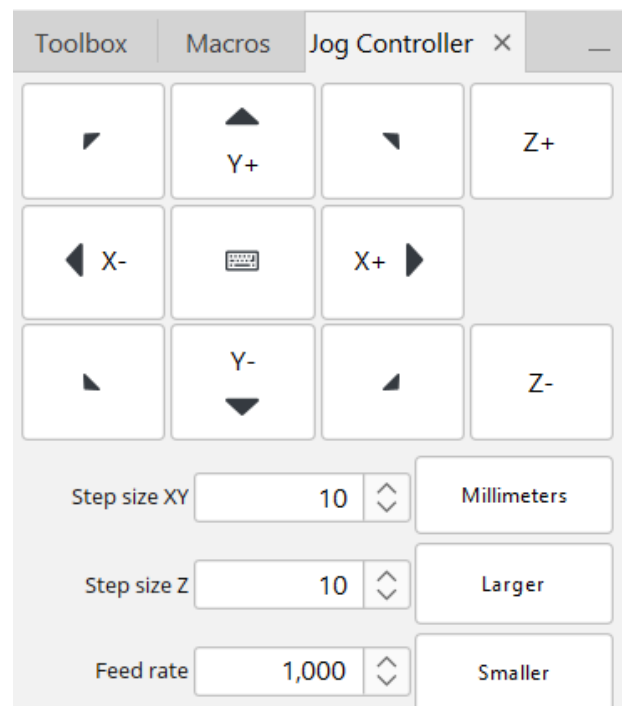 Toolbox Macros Jog Controller
Y+
Z+
X-
X+
Y-
Z-
Step size XY 10 Millimeters
Step size Z 10 Larger
Feed rate 1,000 Smaller